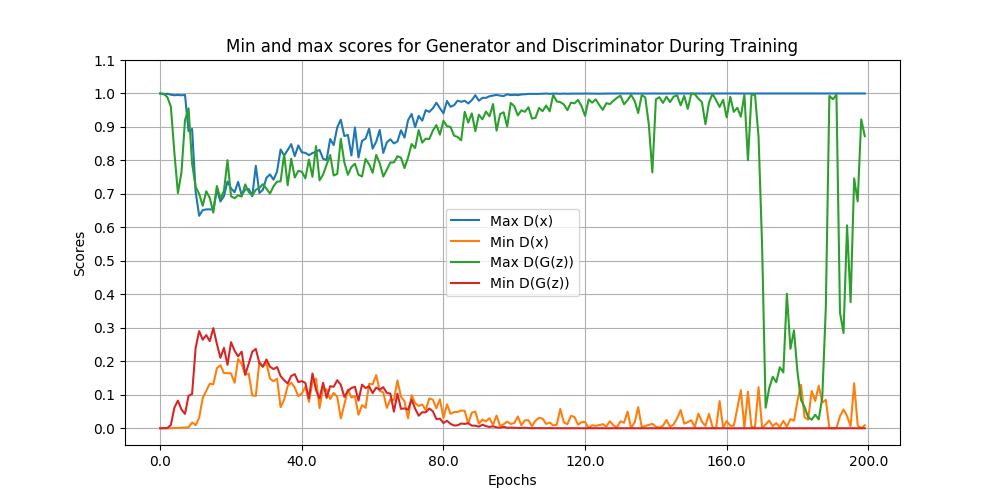 Min and max scores for Generator and Discriminator During Training
1.1
1.0
0.9
0.8
0.7
0.6
0.5
0.4
0.3
0.2
0.1
0.0
Scores
Max D(x)
Min D(x)
Max D(G(z))
Min D(G(z))
0.0 40.0 80.0 120.0 160.0 200.0
Epochs